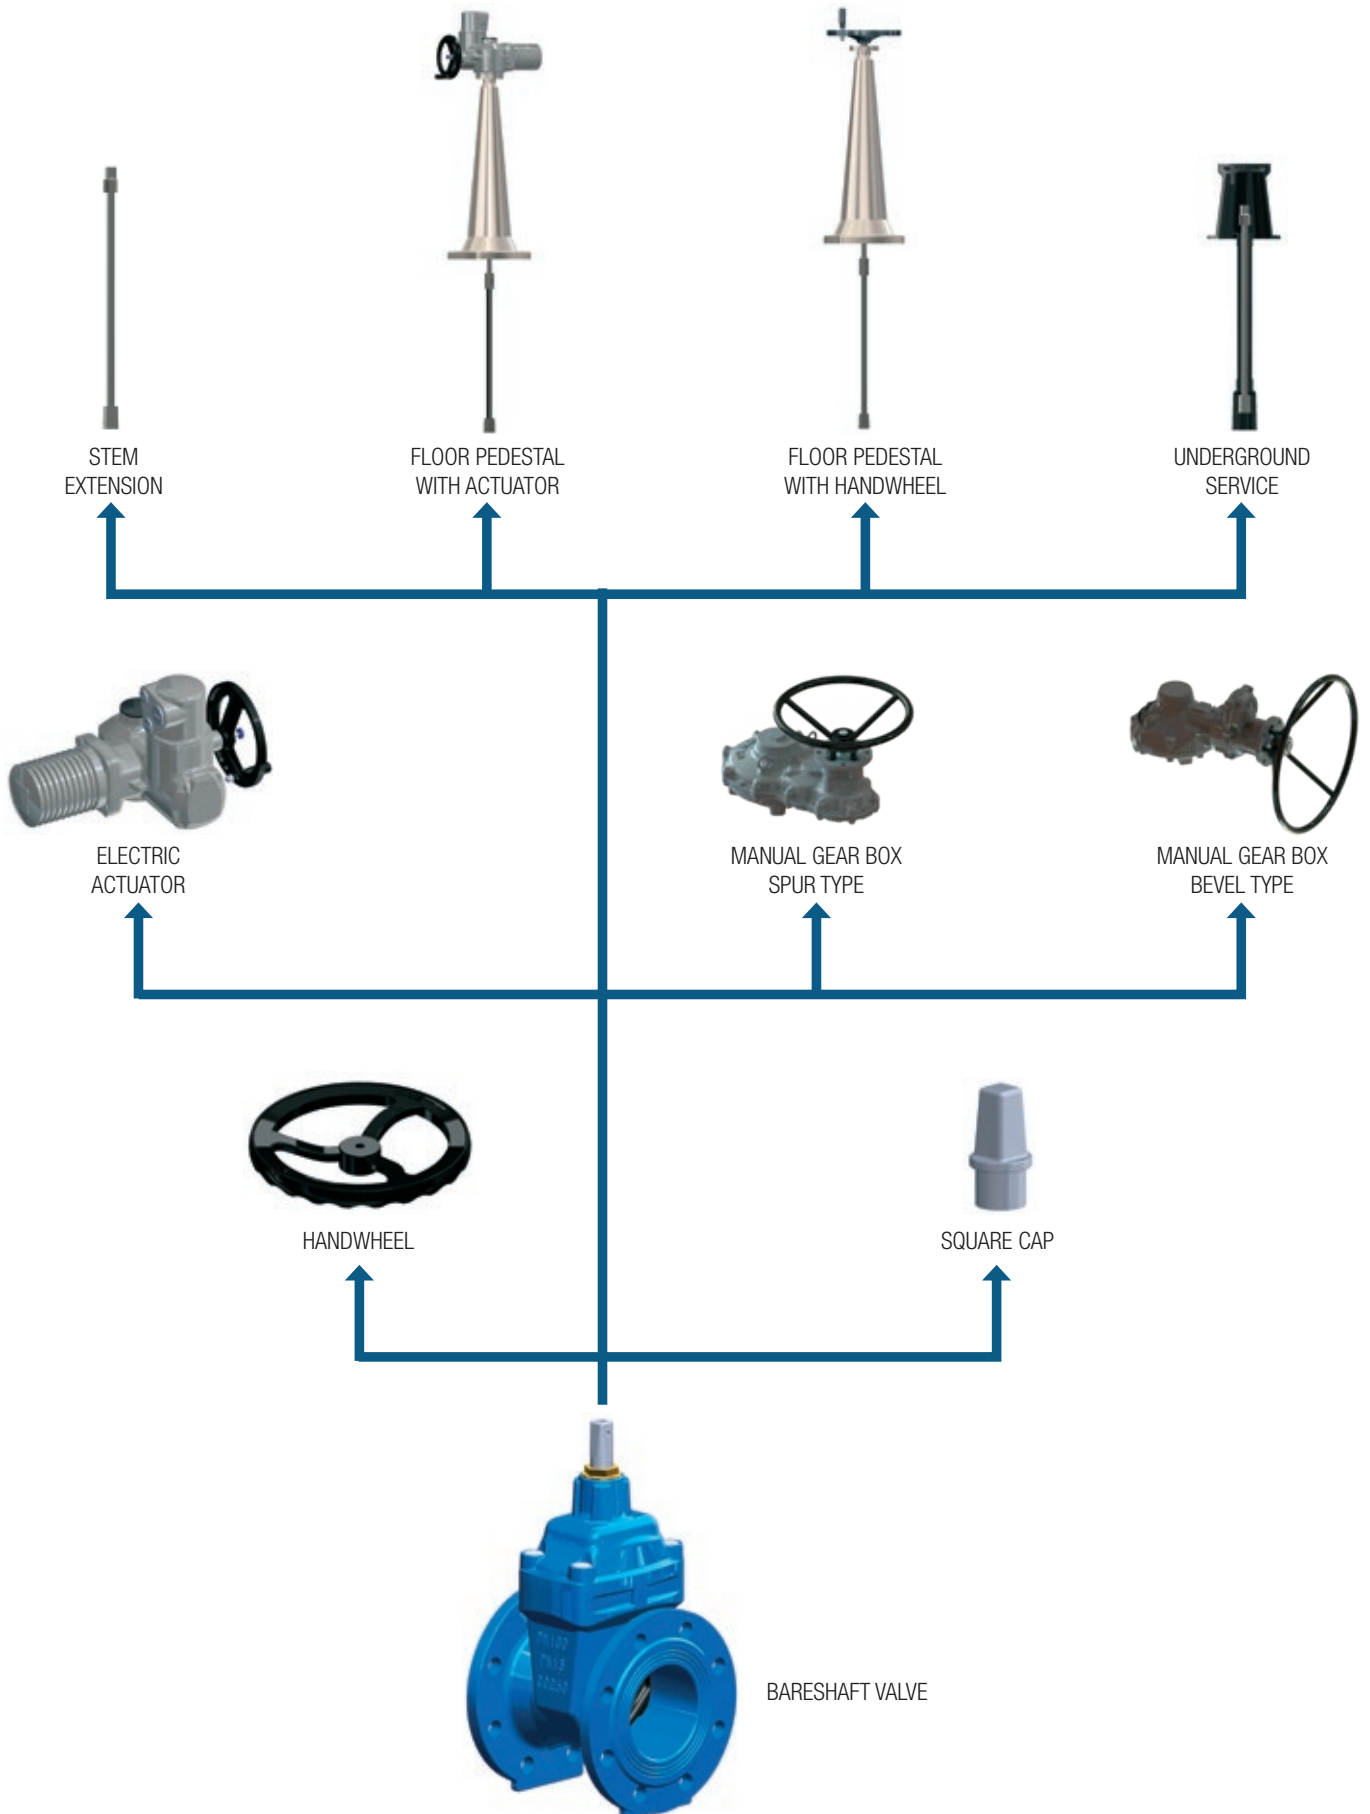 STEM
EXTENSION
FLOOR PEDESTAL
WITH ACTUATOR
FLOOR PEDESTAL
WITH HANDWHEEL
UNDERGROUND
SERVICE
ELECTRIC
ACTUATOR
MANUAL GEAR BOX
SPUR TYPE
MANUAL GEAR BOX
BEVEL TYPE
HANDWHEEL
SQUARE CAP
BARESHAFT VALVE